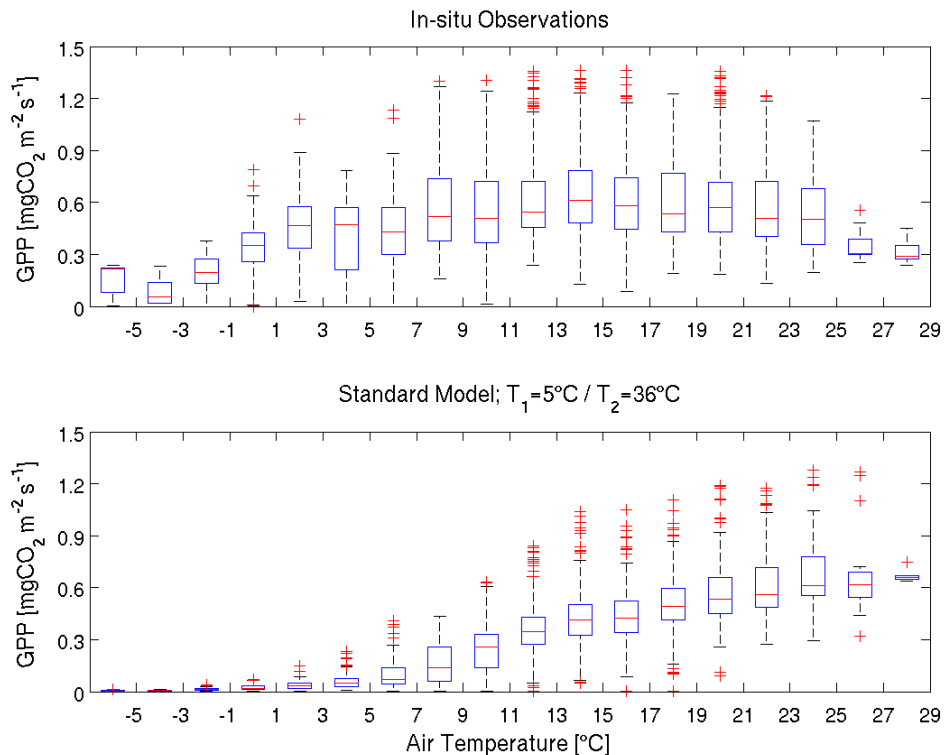 In-situ Observations
1.5
1.2
0.9
0.6
0.3
0
GPP [mgCO₂ m⁻² s⁻¹]
-5 -3 -1 1 3 5 7 9 11 13 15 17 19 21 23 25 27 29
Standard Model; T₁=5°C / T₂=36°C
1.5
1.2
0.9
0.6
0.3
0
GPP [mgCO₂ m⁻² s⁻¹]
-5 -3 -1 1 3 5 7 9 11 13 15 17 19 21 23 25 27 29
Air Temperature [°C]